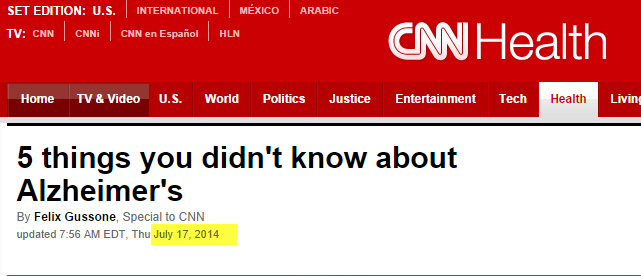 SET EDITION: U.S. INTERNATIONAL MÉXICO ARABIC
TV: CNN CNNi CNN en Español HLN
CNN Health
Home TV & Video U.S. World Politics Justice Entertainment Tech Health Living
5 things you didn't know about
Alzheimer's
By Felix Gussone, Special to CNN
updated 7:56 AM EDT, Thu July 17, 2014